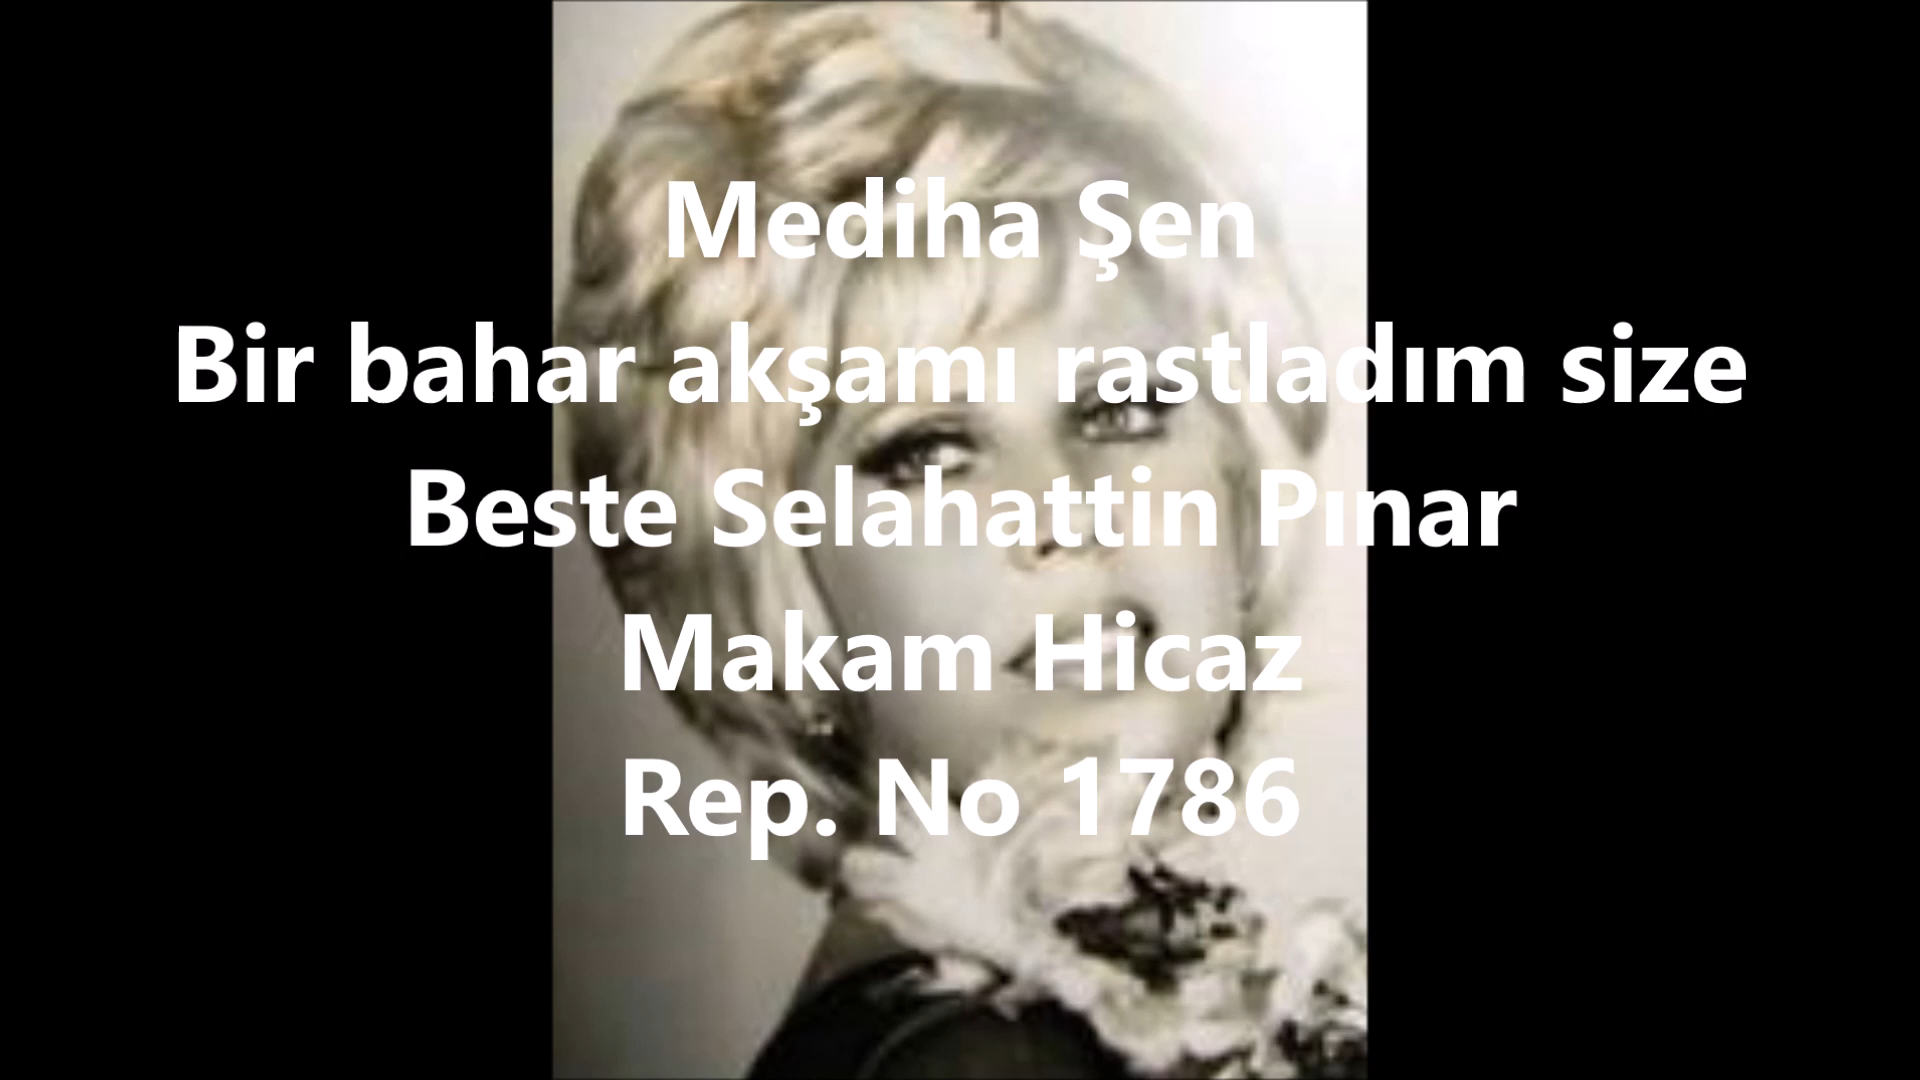 Mediha Şen
Bir bahar akşamı rastladım size
Beste Selahattin Pınar
Makam Hicaz
Rep. No 1786